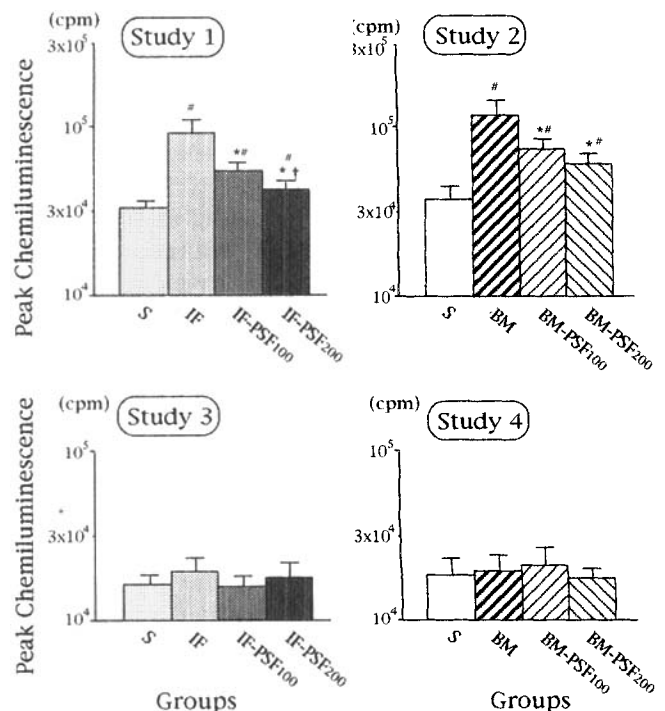 (cpm)
Study 1
3x10⁵
10⁵
3x10⁴
10⁴
Peak Chemiluminescence
#
*#
#
* †
S
IF
IF-PSF100
IF-PSF200
(cpm)
Study 2
3x10⁵
10⁵
3x10⁴
10⁴
#
*#
* #
S
BM
BM-PSF100
BM-PSF200
(cpm)
Study 3
10⁵
3x10⁴
10⁴
Peak Chemiluminescence
S
IF
IF-PSF100
IF-PSF200
Groups
(cpm)
Study 4
10⁵
3x10⁴
10⁴
S
BM
BM-PSF100
BM-PSF200
Groups